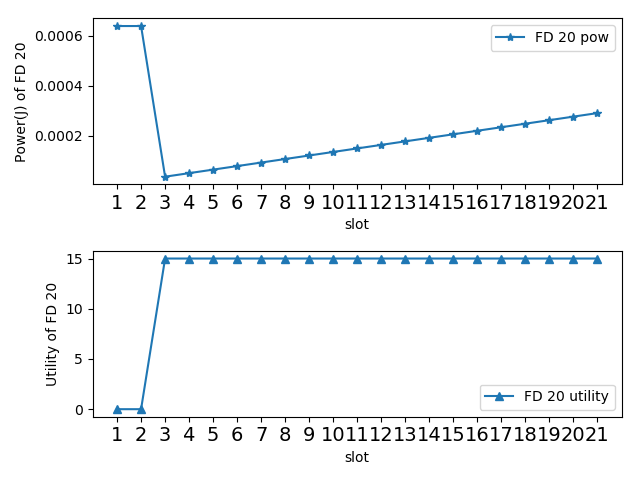 FD 20 pow
0.0006
0.0004
0.0002
Power(J) of FD 20
1 2 3 4 5 6 7 8 9 10 11 12 13 14 15 16 17 18 19 20 21
slot
15
10
5
0
Utility of FD 20
FD 20 utility
1 2 3 4 5 6 7 8 9 10 11 12 13 14 15 16 17 18 19 20 21
slot